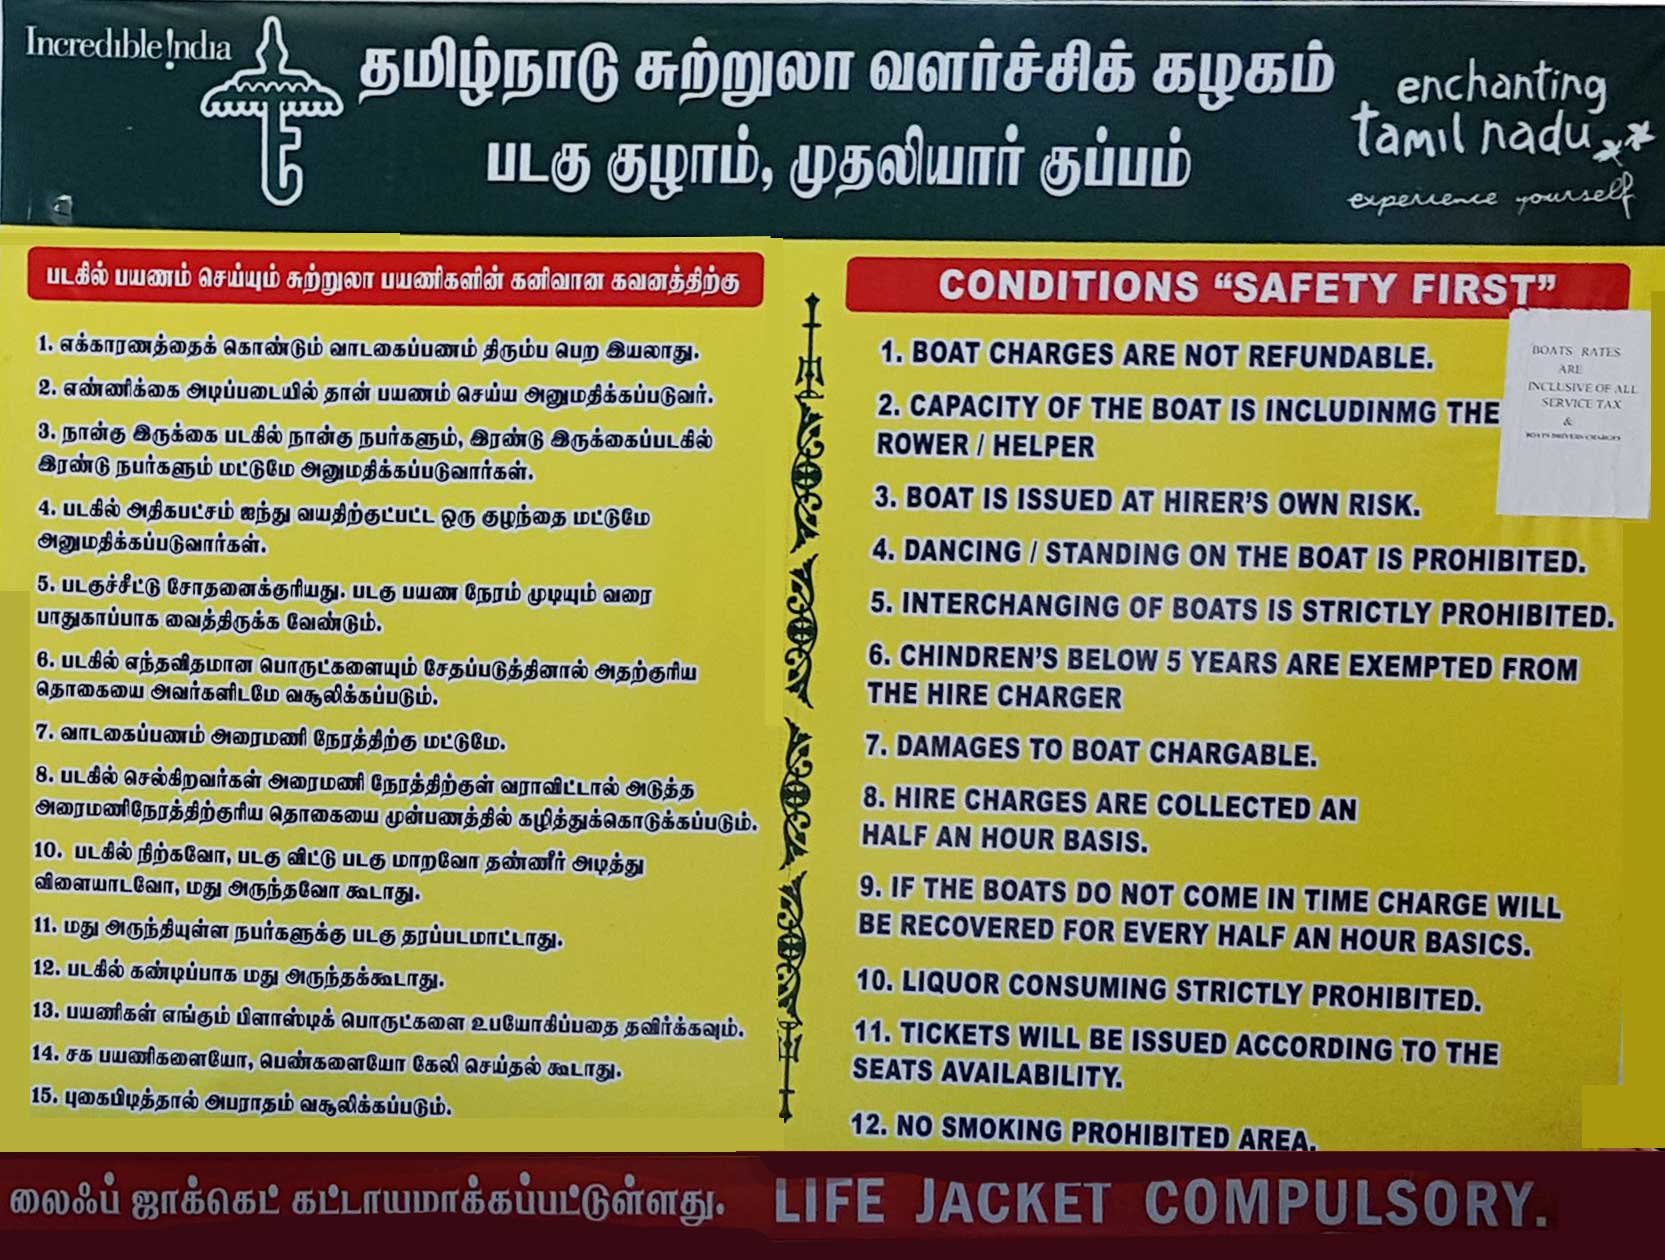 Incredible !ndia
தமிழ்நாடு சுற்றுலா வளர்ச்சிக் கழகம்
படகு குழாம், முதலியார் குப்பம்
enchanting
tamil nadu
experience yourself
படகில் பயணம் செய்யும் சுற்றுலா பயணிகளின் கனிவான கவனத்திற்கு
1. எக்காரணத்தைக் கொண்டும் வாடகைப்பணம் திரும்ப பெற இயலாது.
2. எண்ணிக்கை அடிப்படையில் தான் பயணம் செய்ய அனுமதிக்கப்படுவர்.
3. நான்கு இருக்கை படகில் நான்கு நபர்களும், இரண்டு இருக்கைப்படகில்
இரண்டு நபர்களும் மட்டுமே அனுமதிக்கப்படுவார்கள்.
4. படகில் அதிகபட்சம் ஐந்து வயதிற்குட்பட்ட ஒரு குழந்தை மட்டுமே
அனுமதிக்கப்படுவார்கள்.
5. படகுச்சீட்டு சோதனைக்குரியது. படகு பயண நேரம் முடியும் வரை
பாதுகாப்பாக வைத்திருக்க வேண்டும்.
6. படகில் எந்தவிதமான பொருட்களையும் சேதப்படுத்தினால் அதற்குரிய
தொகையை அவர்களிடமே வசூலிக்கப்படும்.
7. வாடகைப்பணம் அரைமணி நேரத்திற்கு மட்டுமே.
8. படகில் செல்கிறவர்கள் அரைமணி நேரத்திற்குள் வராவிட்டால் அடுத்த
அரைமணிநேரத்திற்குரிய தொகையை முன்பணத்தில் கழித்துக்கொடுக்கப்படும்.
10. படகில் நிற்கவோ, படகு விட்டு படகு மாறவோ தண்ணீர் அடித்து
விளையாடவோ, மது அருந்தவோ கூடாது.
11. மது அருந்தியுள்ள நபர்களுக்கு படகு தரப்படமாட்டாது.
12. படகில் கண்டிப்பாக மது அருந்தக்கூடாது.
13. பயணிகள் எங்கும் பிளாஸ்டிக் பொருட்களை உபயோகிப்பதை தவிர்க்கவும்.
14. சக பயணிகளையோ, பெண்களையோ கேலி செய்தல் கூடாது.
15. புகைபிடித்தால் அபராதம் வசூலிக்கப்படும்.
CONDITIONS “SAFETY FIRST”
1. BOAT CHARGES ARE NOT REFUNDABLE.
2. CAPACITY OF THE BOAT IS INCLUDINMG THE
ROWER / HELPER
3. BOAT IS ISSUED AT HIRER’S OWN RISK.
4. DANCING / STANDING ON THE BOAT IS PROHIBITED.
5. INTERCHANGING OF BOATS IS STRICTLY PROHIBITED.
6. CHINDREN’S BELOW 5 YEARS ARE EXEMPTED FROM
THE HIRE CHARGER
7. DAMAGES TO BOAT CHARGABLE.
8. HIRE CHARGES ARE COLLECTED AN
HALF AN HOUR BASIS.
9. IF THE BOATS DO NOT COME IN TIME CHARGE WILL
BE RECOVERED FOR EVERY HALF AN HOUR BASICS.
10. LIQUOR CONSUMING STRICTLY PROHIBITED.
11. TICKETS WILL BE ISSUED ACCORDING TO THE
SEATS AVAILABILITY.
12. NO SMOKING PROHIBITED AREA.
BOATS RATES
ARE
INCLUSIVE OF ALL
SERVICE TAX
&
BOATS DRIVERS CHARGES
லைஃப் ஜாக்கெட் கட்டாயமாக்கப்பட்டுள்ளது. LIFE JACKET COMPULSORY.